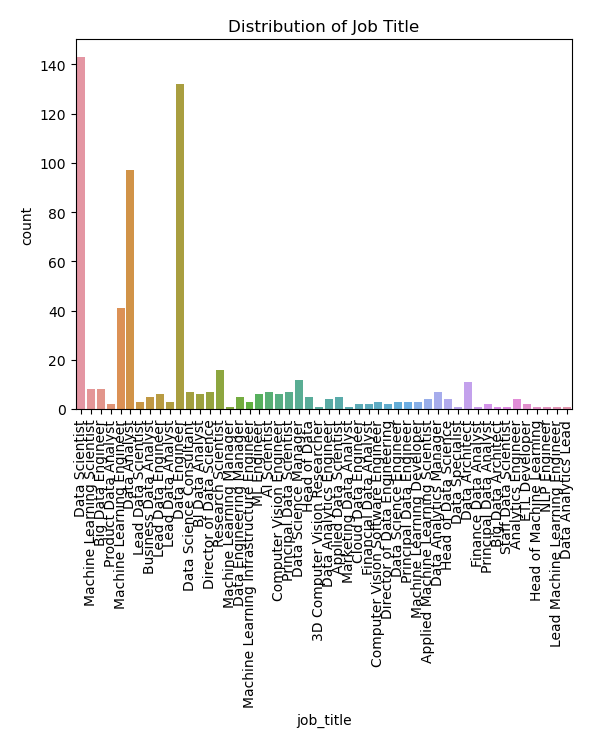 Distribution of Job Title
140
120
100
80
60
40
20
0
count
Data Scientist
Machine Learning Scientist
Big Data Engineer
Product Data Analyst
Machine Learning Engineer
Data Analyst
Lead Data Scientist
Business Data Analyst
Lead Data Engineer
Lead Data Analyst
Data Engineer
Data Science Consultant
BI Data Analyst
Director of Data Science
Research Scientist
Machine Learning Manager
Data Engineering Manager
Machine Learning Infrastructure Engineer
ML Engineer
AI Scientist
Computer Vision Engineer
Principal Data Scientist
Data Science Manager
Head of Data
3D Computer Vision Researcher
Data Analytics Engineer
Applied Data Scientist
Marketing Data Analyst
Cloud Data Engineer
Financial Data Analyst
Computer Vision Software Engineer
Director of Data Engineering
Data Science Engineer
Principal Data Engineer
Machine Learning Developer
Applied Machine Learning Scientist
Data Analytics Manager
Head of Data Science
Data Specialist
Data Architect
Finance Data Analyst
Principal Data Analyst
Big Data Architect
Staff Data Scientist
Analytics Engineer
ETL Developer
Head of Machine Learning
NLP Engineer
Lead Machine Learning Engineer
Data Analytics Lead
job_title